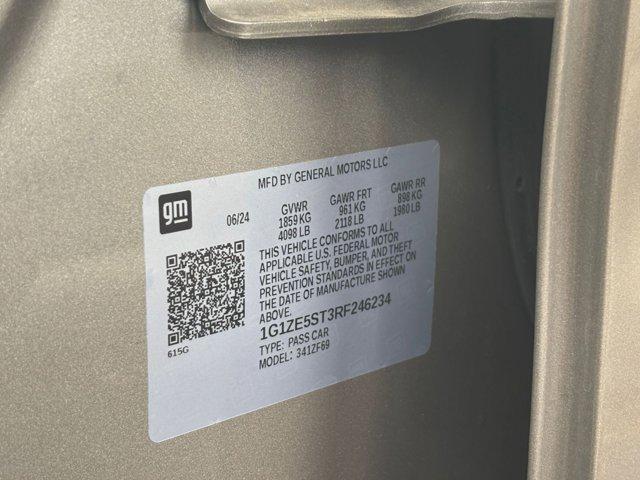 MFD BY GENERAL MOTORS LLC
gm
06/24
GVWR GAWR FRT GAWR RR
1859 KG 961 KG 898 KG
4098 LB 2118 LB 1980 LB
THIS VEHICLE CONFORMS TO ALL
APPLICABLE U.S. FEDERAL MOTOR
VEHICLE SAFETY, BUMPER, AND THEFT
PREVENTION STANDARDS IN EFFECT ON
THE DATE OF MANUFACTURE SHOWN
ABOVE.
1G1ZE5ST3RF246234
TYPE: PASS CAR
MODEL: 341ZF69
615G